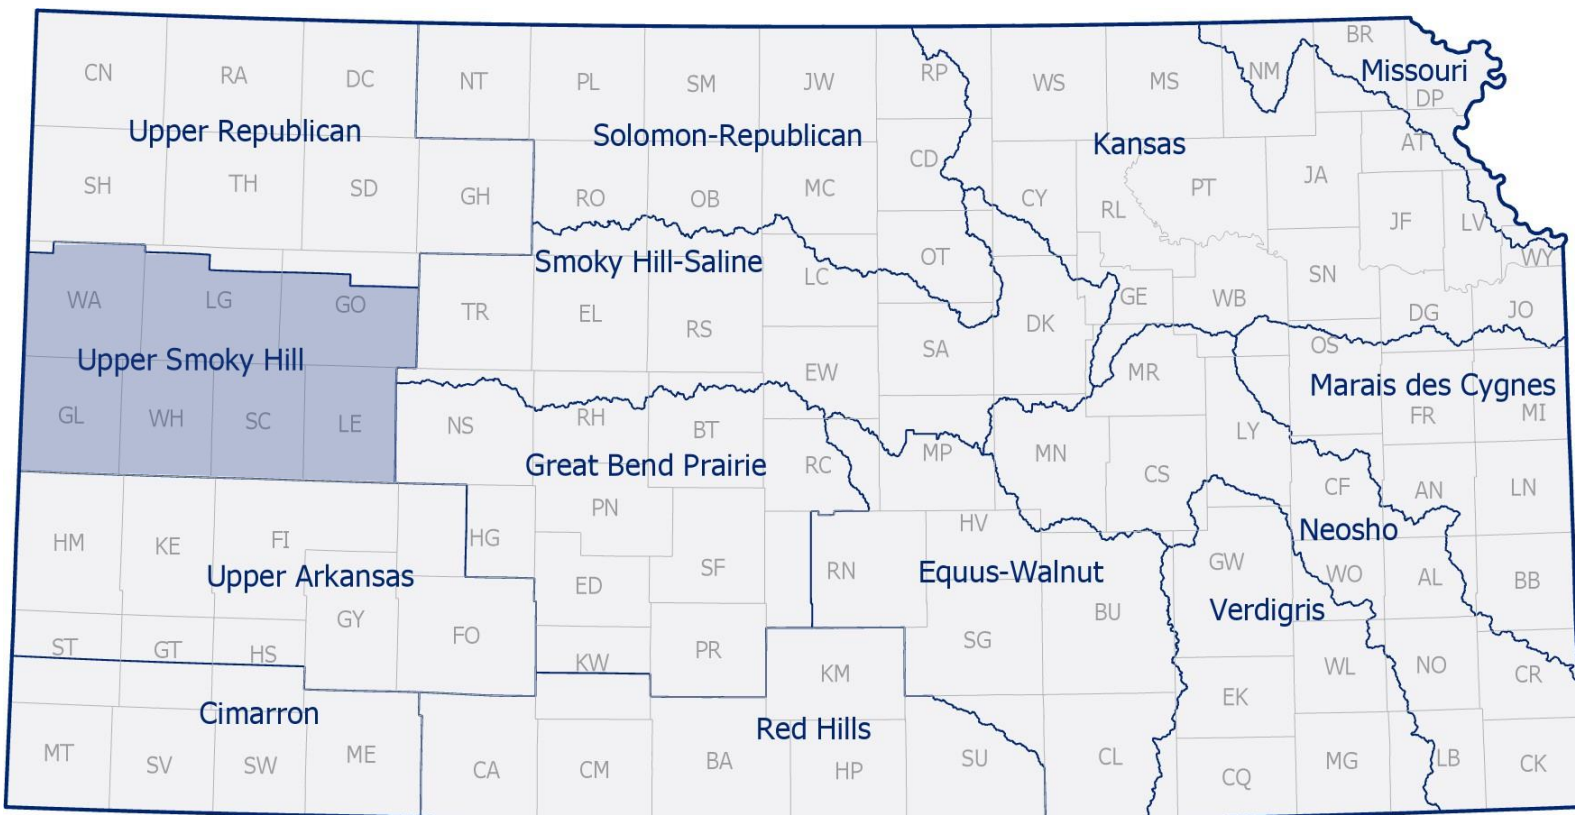 BR
CN
RA
DC
NT
PL
SM
JW
RP
WS
MS
NM
Missouri
DP
Upper Republican
Solomon-Republican
Kansas
AT
SH
TH
SD
GH
RO
OB
MC
CD
CY
RL
PT
JA
JF
LV
WY
Smoky Hill-Saline
WA
LG
GO
TR
EL
RS
LC
OT
DK
GE
WB
SN
DG
JO
OS
Upper Smoky Hill
EW
SA
MR
Marais des Cygnes
GL
WH
SC
LE
NS
RH
BT
RC
MP
MN
CS
LY
FR
MI
Great Bend Prairie
CF
AN
LN
PN
HV
Neosho
HM
KE
FI
HG
Upper Arkansas
ED
SF
RN
Equus-Walnut
GW
WO
AL
BB
BU
Verdigris
ST
GT
HS
GY
FO
KW
PR
SG
KM
WL
NO
CR
EK
Cimarron
Red Hills
MT
SV
SW
ME
CA
CM
BA
HP
SU
CL
CQ
MG
LB
CK